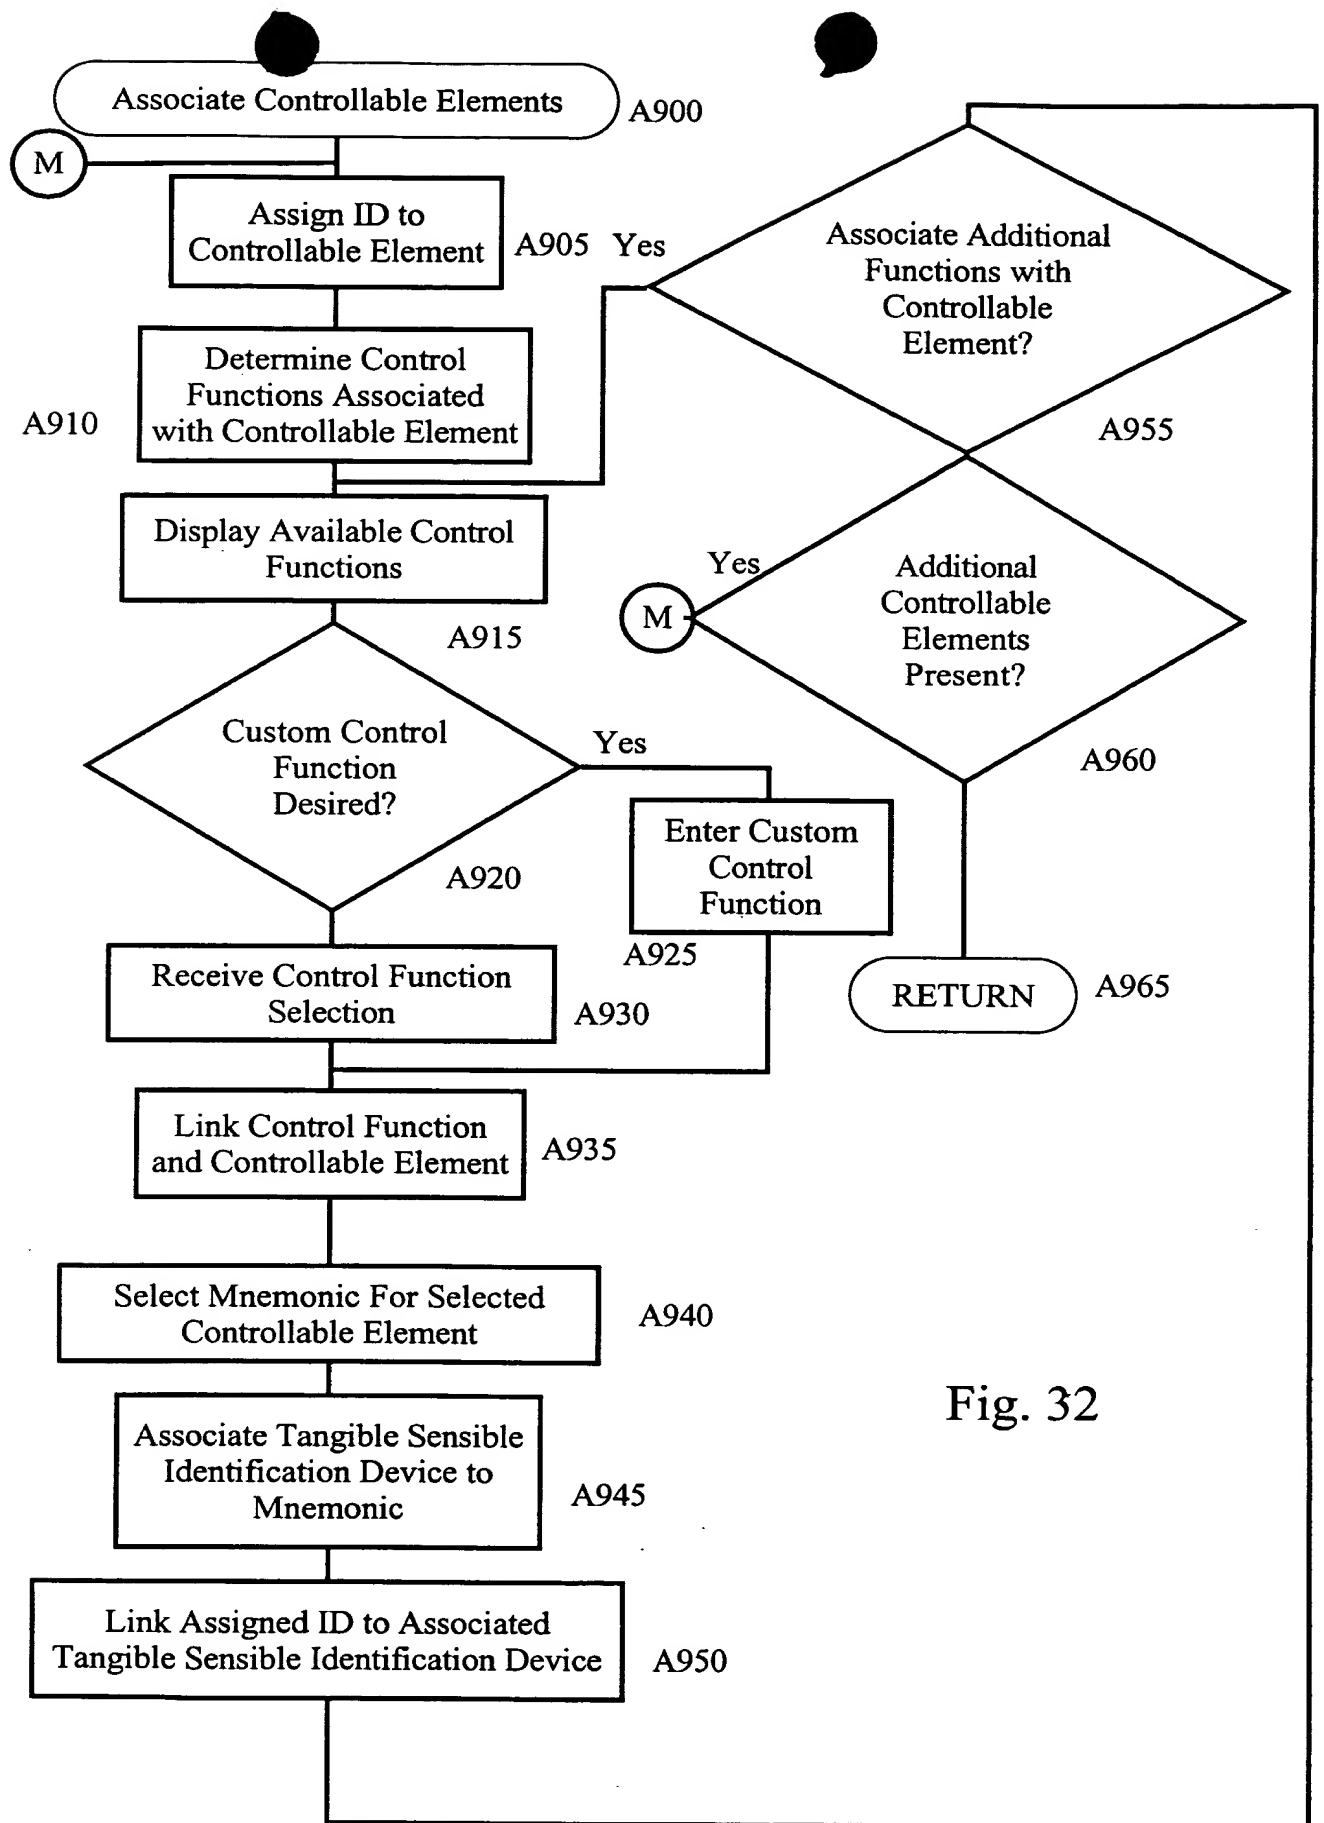 Associate Controllable Elements
A900
M
Assign ID to
Controllable Element
A905
Determine Control
Functions Associated
with Controllable Element
A910
Display Available Control
Functions
A915
Custom Control
Function
Desired?
Yes
A920
Enter Custom
Control
Function
A925
Receive Control Function
Selection
A930
Link Control Function
and Controllable Element
A935
Select Mnemonic For Selected
Controllable Element
A940
Associate Tangible Sensible
Identification Device to
Mnemonic
A945
Link Assigned ID to Associated
Tangible Sensible Identification Device
A950
Yes
Associate Additional
Functions with
Controllable
Element?
A955
Yes
M
Additional
Controllable
Elements
Present?
A960
RETURN
A965
Fig. 32